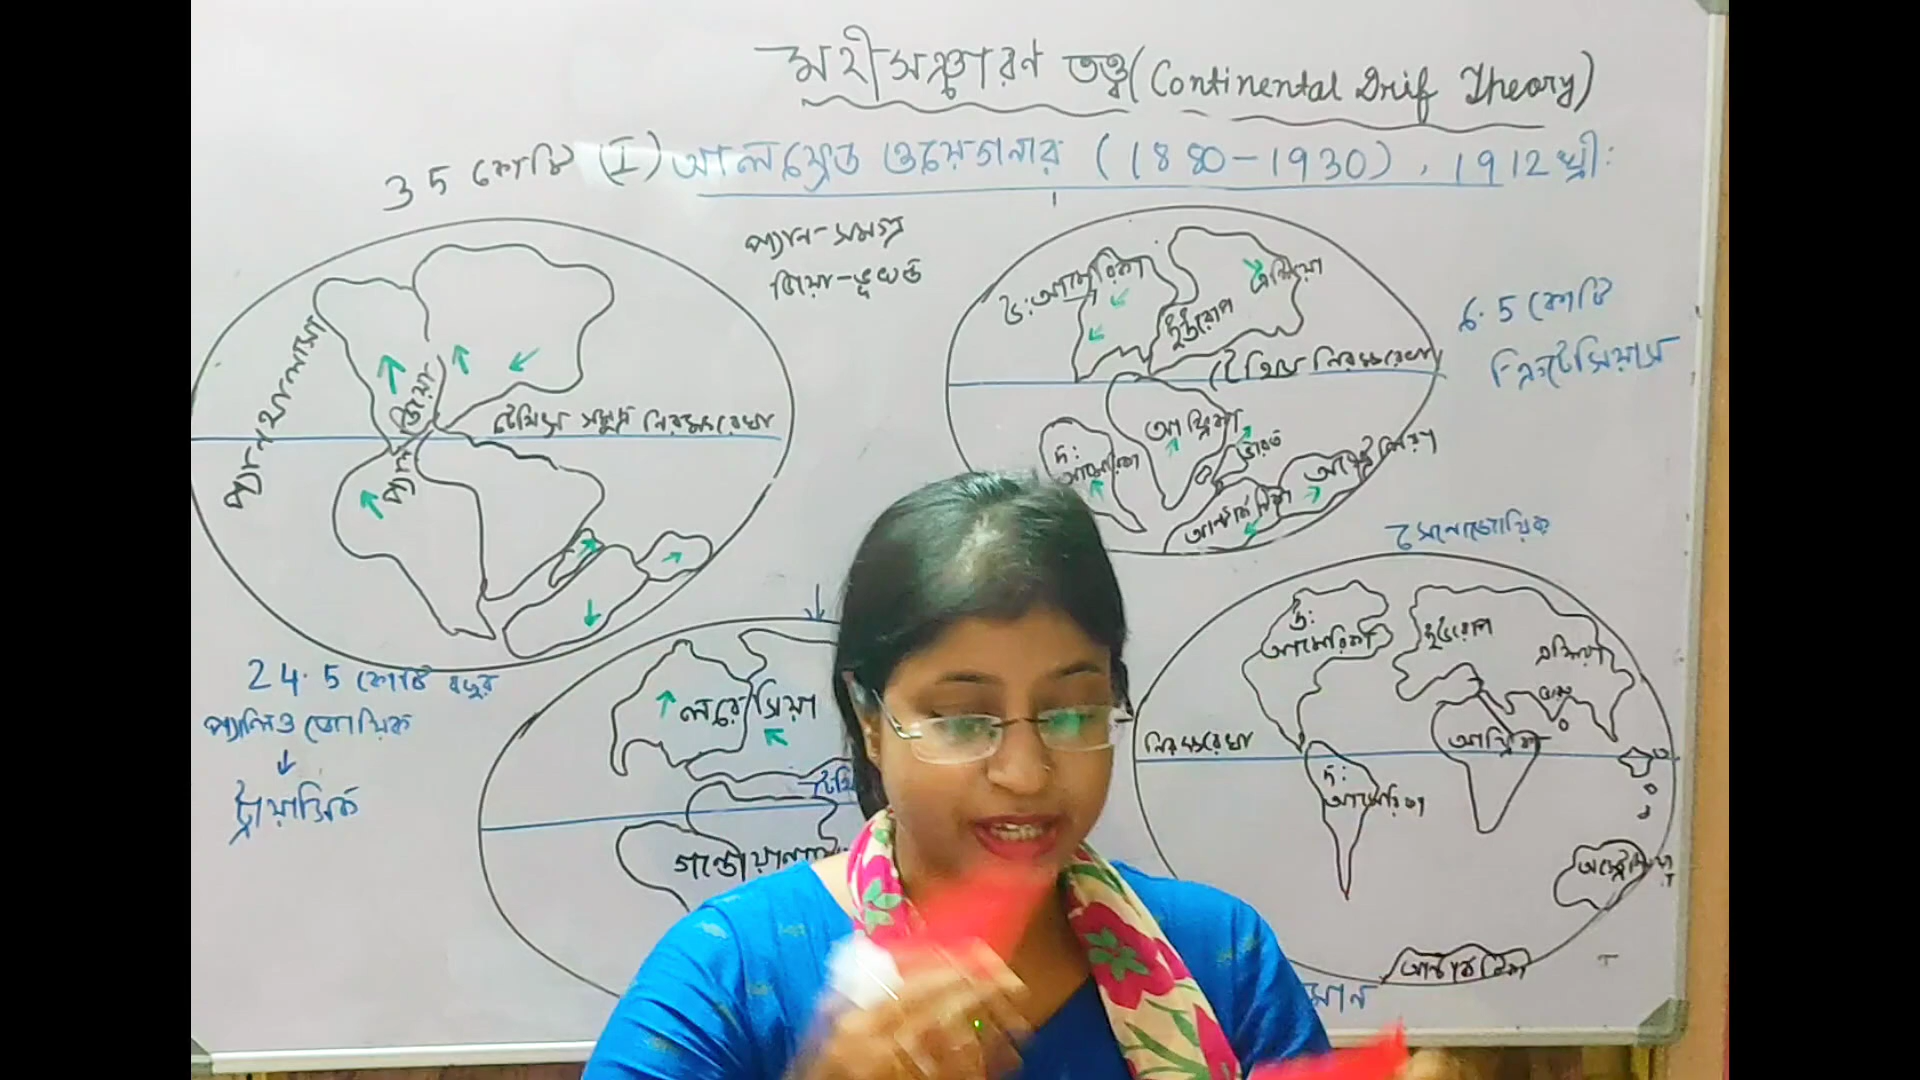 মহীসঞ্চারণ তত্ত্ব (Continental Drif Theory)
35 কোটি (I) আলফ্রেড ওয়েগনার (1880-1930), 1912 খ্রীঃ
প্যান-সমগ্র
জিয়া-ভূখণ্ড
প্যানথালাসা
প্যানজিয়া
টেথিস সমুদ্র নিরক্ষরেখা
24.5 কোটি বছর
প্যালিওজোয়িক
↓
ট্রায়াসিক
উঃ আমেরিকা
ইউরোপ
এশিয়া
টেথিস নিরক্ষরেখা
আফ্রিকা
দঃ আমেরিকা
ভারত
আন্টার্কটিকা
অস্ট্রেলিয়া
6.5 কোটি
ক্রিটেসিয়াস
লরেসিয়া
টেথি
গন্ডোয়ানা
সেনোজোয়িক
উঃ
আমেরিকা
ইউরোপ
এশিয়া
নিরক্ষরেখা
আফ্রিকা
দঃ
আমেরিকা
অস্ট্রেলিয়া
আন্টার্কটিকা
মান